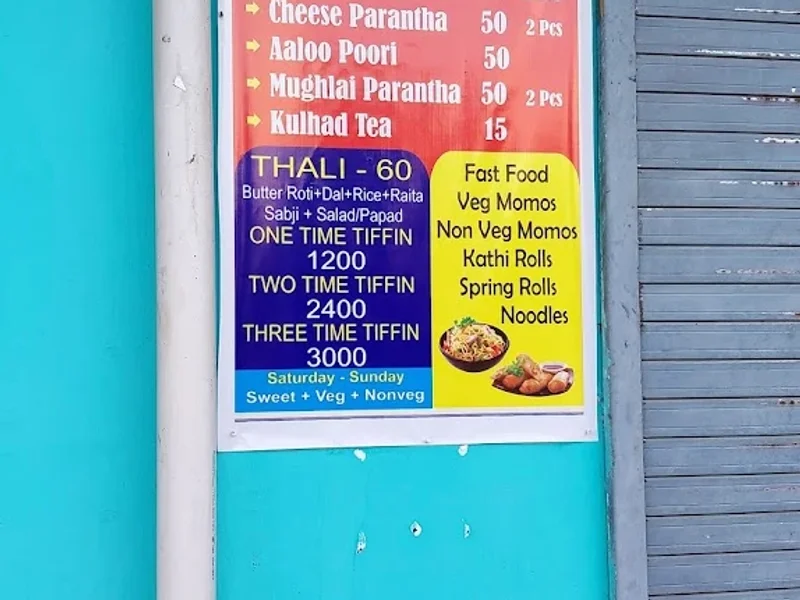 Cheese Parantha 50 2 Pcs
Aaloo Poori 50
Mughlai Parantha 50 2 Pcs
Kulhad Tea 15
THALI - 60
Butter Roti+Dal+Rice+Raita
Sabji + Salad/Papad
ONE TIME TIFFIN
1200
TWO TIME TIFFIN
2400
THREE TIME TIFFIN
3000
Saturday - Sunday
Sweet + Veg + Nonveg
Fast Food
Veg Momos
Non Veg Momos
Kathi Rolls
Spring Rolls
Noodles